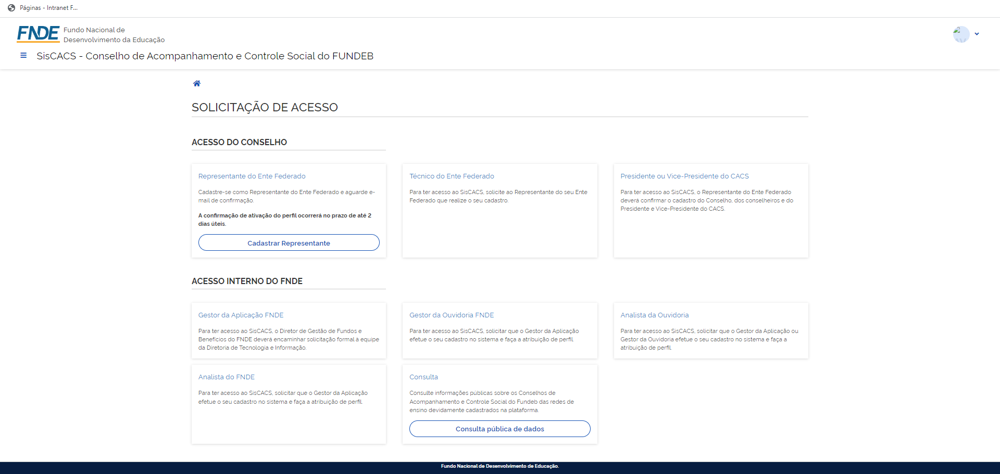 Páginas - Intranet F...
FNDE
Fundo Nacional de
Desenvolvimento da Educação
SisCACS - Conselho de Acompanhamento e Controle Social do FUNDEB
SOLICITAÇÃO DE ACESSO
ACESSO DO CONSELHO
Representante do Ente Federado
Cadastre-se como Representante do Ente Federado e aguarde e-
mail de confirmação.
A confirmação de ativação do perfil ocorrerá no prazo de até 2
dias úteis.
Cadastrar Representante
Técnico do Ente Federado
Para ter acesso ao SisCACS, solicite ao Representante do seu Ente
Federado que realize o seu cadastro.
Presidente ou Vice-Presidente do CACS
Para ter acesso ao SisCACS, o Representante do Ente Federado
deverá confirmar o cadastro do Conselho, dos conselheiros e do
Presidente e Vice-Presidente do CACS.
ACESSO INTERNO DO FNDE
Gestor da Aplicação FNDE
Para ter acesso ao SisCACS, o Diretor de Gestão de Fundos e
Benefícios do FNDE deverá encaminhar solicitação formal à equipe
da Diretoria de Tecnologia e Informação.
Gestor da Ouvidoria FNDE
Para ter acesso ao SisCACS, solicitar que o Gestor da Aplicação
efetue o seu cadastro no sistema e faça a atribuição de perfil.
Analista da Ouvidoria
Para ter acesso ao SisCACS, solicitar que o Gestor da Aplicação ou
Gestor da Ouvidoria efetue o seu cadastro no sistema e faça a
atribuição de perfil.
Analista do FNDE
Para ter acesso ao SisCACS, solicitar que o Gestor da Aplicação
efetue o seu cadastro no sistema e faça a atribuição de perfil.
Consulta
Consulte informações públicas sobre os Conselhos de
Acompanhamento e Controle Social do Fundeb das redes de
ensino devidamente cadastrados na plataforma.
Consulta pública de dados
Fundo Nacional de Desenvolvimento de Educação.